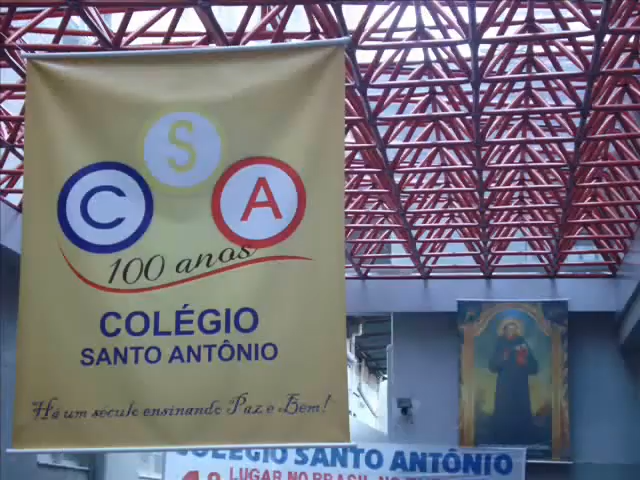 S
C A
100 anos
COLÉGIO
SANTO ANTÔNIO
Há um século ensinando Paz e Bem!
COLÉGIO SANTO ANTÔNIO
1º LUGAR NO BRASIL NO